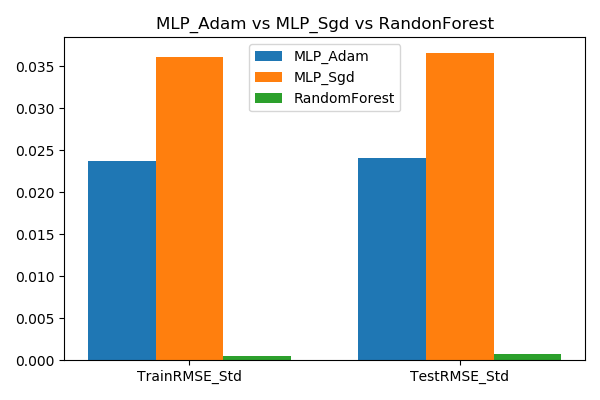 MLP_Adam vs MLP_Sgd vs RandonForest
MLP_Adam
MLP_Sgd
RandomForest
0.035
0.030
0.025
0.020
0.015
0.010
0.005
0.000
TrainRMSE_Std
TestRMSE_Std